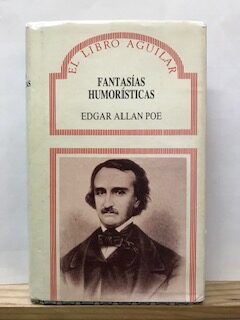 EL LIBRO AGUILAR
FANTASÍAS
HUMORÍSTICAS
EDGAR ALLAN POE